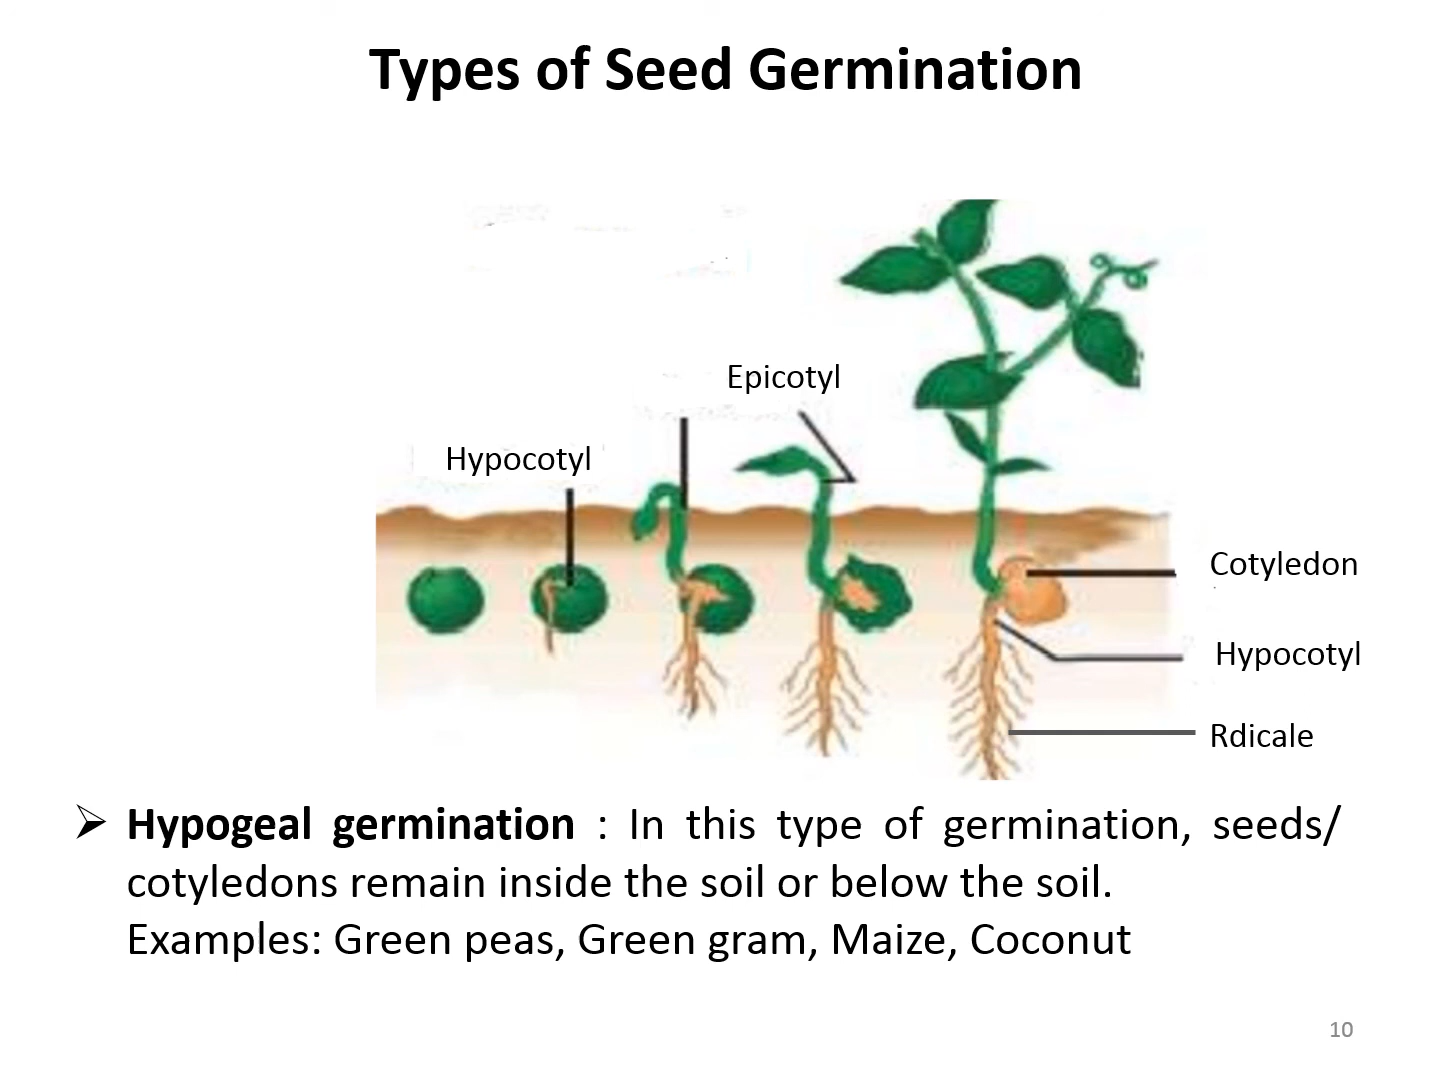 Types of Seed Germination
Epicotyl
Hypocotyl
Cotyledon
Hypocotyl
Rdicale
➢ Hypogeal germination : In this type of germination, seeds/
cotyledons remain inside the soil or below the soil.
Examples: Green peas, Green gram, Maize, Coconut
10